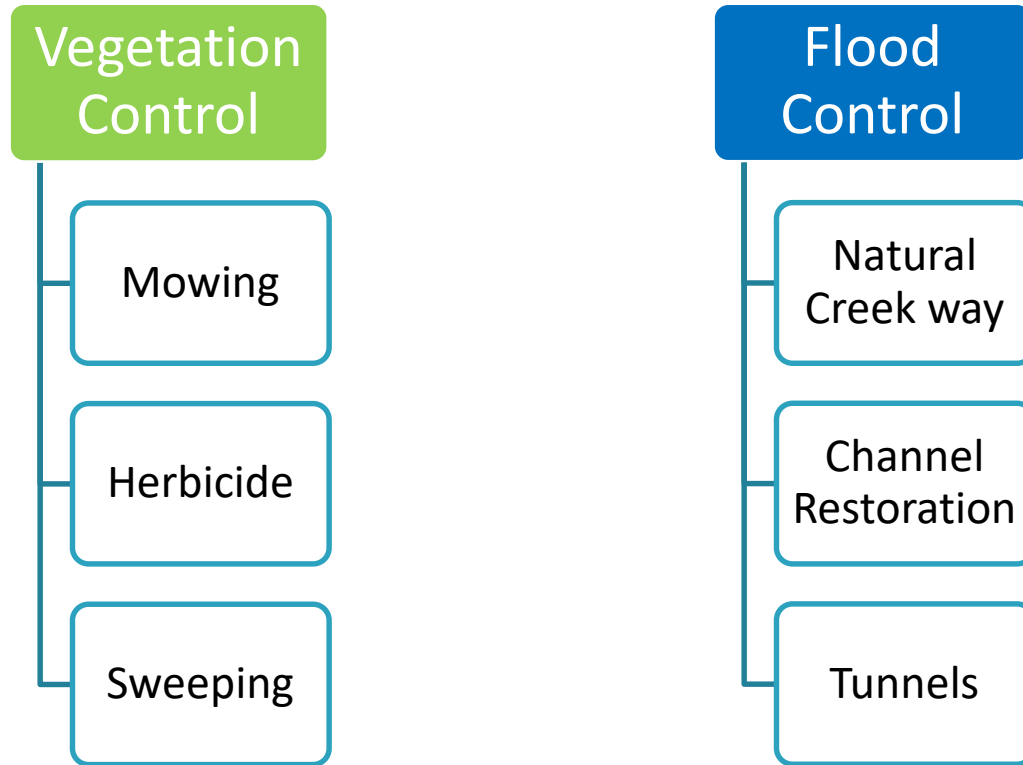 Vegetation
Control
Mowing
Herbicide
Sweeping
Flood
Control
Natural
Creek way
Channel
Restoration
Tunnels